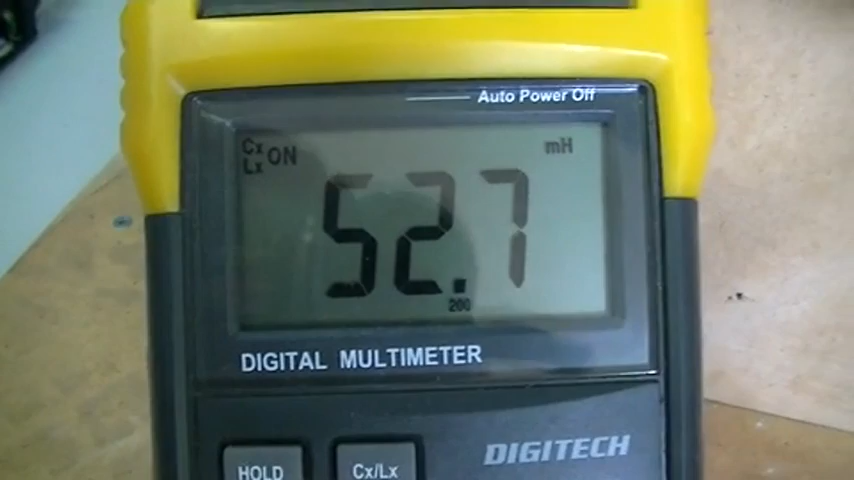 Auto Power Off
Cx ON mH
Lx
52.7
200
DIGITAL MULTIMETER
DIGITECH
HOLD Cx/Lx